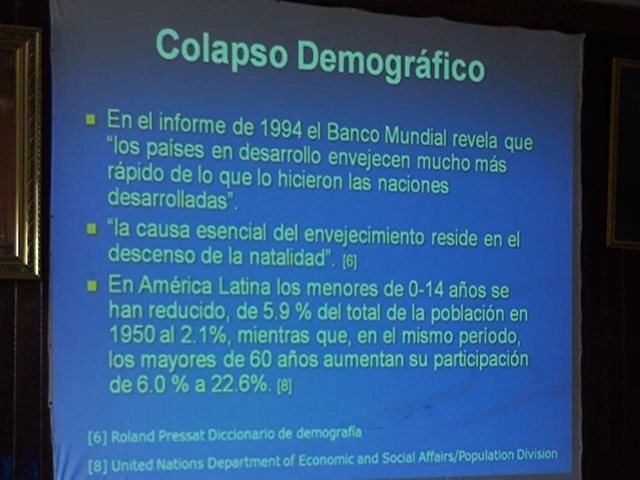 Colapso Demográfico
En el informe de 1994 el Banco Mundial revela que
“los países en desarrollo envejecen mucho más
rápido de lo que lo hicieron las naciones
desarrolladas”.
“la causa esencial del envejecimiento reside en el
descenso de la natalidad”. [6]
En América Latina los menores de 0-14 años se
han reducido, de 5.9 % del total de la población en
1950 al 2.1%, mientras que, en el mismo período,
los mayores de 60 años aumentan su participación
de 6.0 % a 22.6%. [8]
[6] Roland Pressat Diccionario de demografía
[8] United Nations Department of Economic and Social Affairs/Population Division